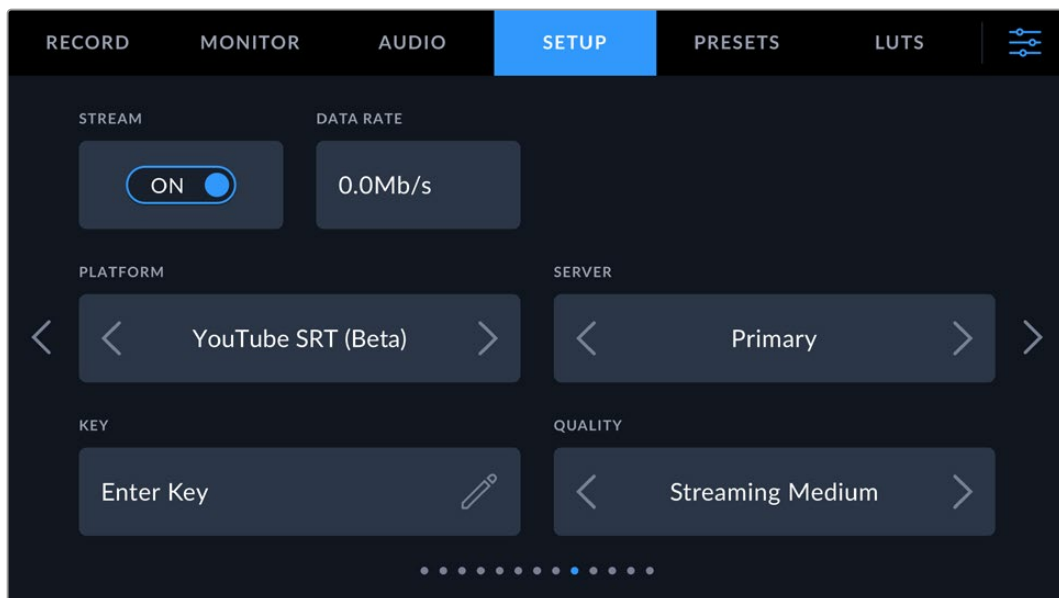 RECORD MONITOR AUDIO SETUP PRESETS LUTS
STREAM DATA RATE
ON 0.0Mb/s
PLATFORM SERVER
YouTube SRT (Beta) Primary
KEY QUALITY
Enter Key Streaming Medium